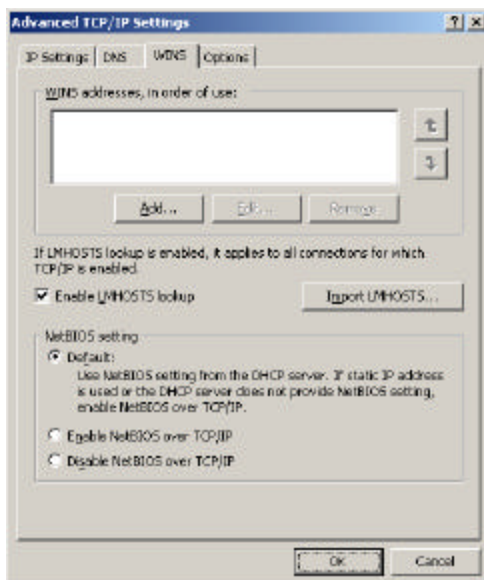 Advanced TCP/IP Settings
IP Settings DNS WINS Options
WINS addresses, in order of use:
Add... Edit... Remove
If LMHOSTS lookup is enabled, it applies to all connections for which
TCP/IP is enabled.
Enable LMHOSTS lookup Import LMHOSTS...
NetBIOS setting
Default:
Use NetBIOS setting from the DHCP server. If static IP address
is used or the DHCP server does not provide NetBIOS setting,
enable NetBIOS over TCP/IP.
Enable NetBIOS over TCP/IP
Disable NetBIOS over TCP/IP
OK Cancel